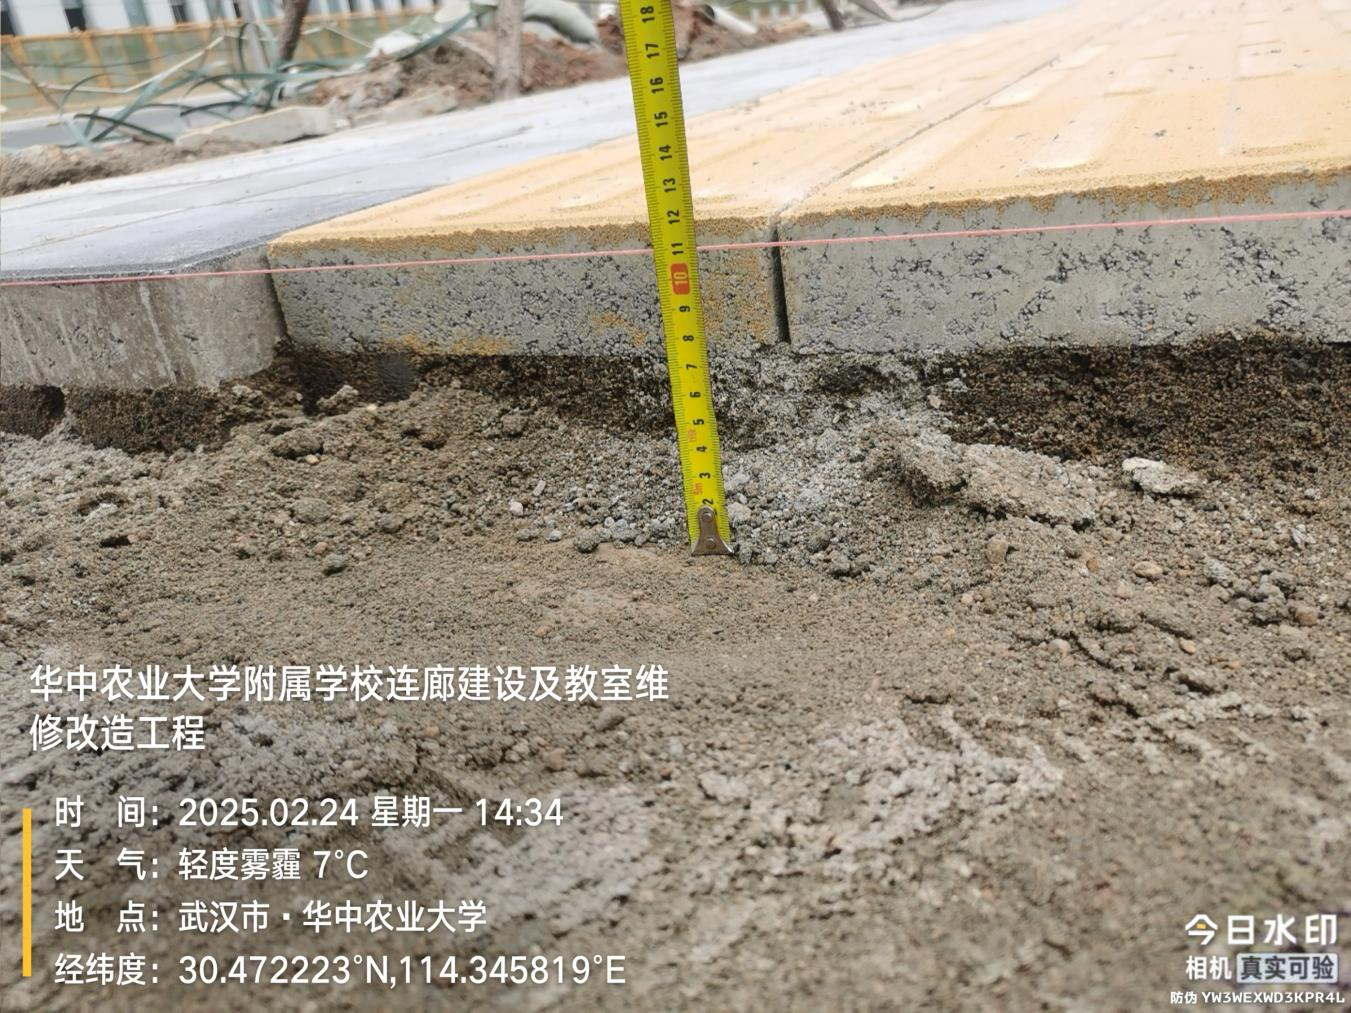 18
17
16
15
14
13
12
11
10
9
8
7
6
5
4
3
5m
2
华中农业大学附属学校连廊建设及教室维
修改造工程
时 间：2025.02.24 星期一 14:34
天 气：轻度雾霾 7°C
地 点：武汉市·华中农业大学
经纬度：30.472223°N,114.345819°E
今日水印
相机 真实可验
防伪 YW3WEXWD3KPR4L